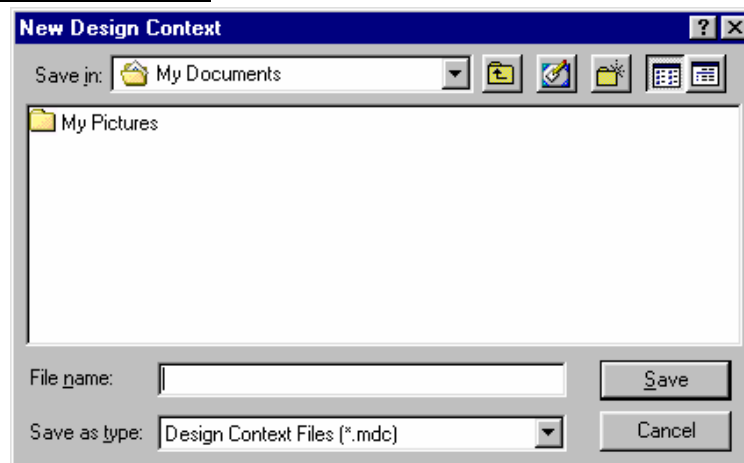 New Design Context
Save in: My Documents
My Pictures
File name: Save
Save as type: Design Context Files (*.mdc) Cancel